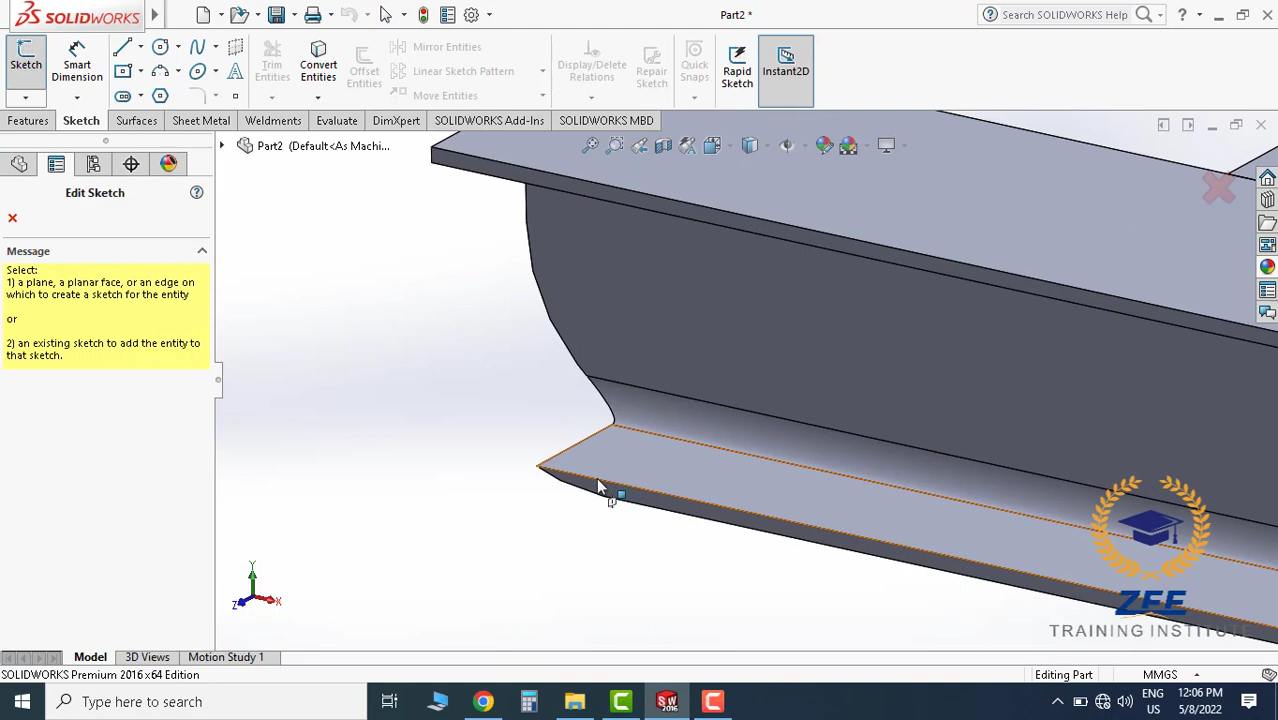 SOLIDWORKS
Part2 *
Search SOLIDWORKS Help
Sketch
Smart Dimension
Trim Entities
Convert Entities
Offset Entities
Mirror Entities
Linear Sketch Pattern
Move Entities
Display/Delete Relations
Repair Sketch
Quick Snaps
Rapid Sketch
Instant2D
Features
Sketch
Surfaces
Sheet Metal
Weldments
Evaluate
DimXpert
SOLIDWORKS Add-Ins
SOLIDWORKS MBD
Part2 (Default<As Machi...
Edit Sketch
Message
Select:
1) a plane, a planar face, or an edge on
which to create a sketch for the entity
or
2) an existing sketch to add the entity to
that sketch.
Y
Z
X
ZEE
TRAINING INSTITUTE
Model
3D Views
Motion Study 1
SOLIDWORKS Premium 2016 x64 Edition
Editing Part
MMGS
Type here to search
SW
2016
ENG
US
12:06 PM
5/8/2022